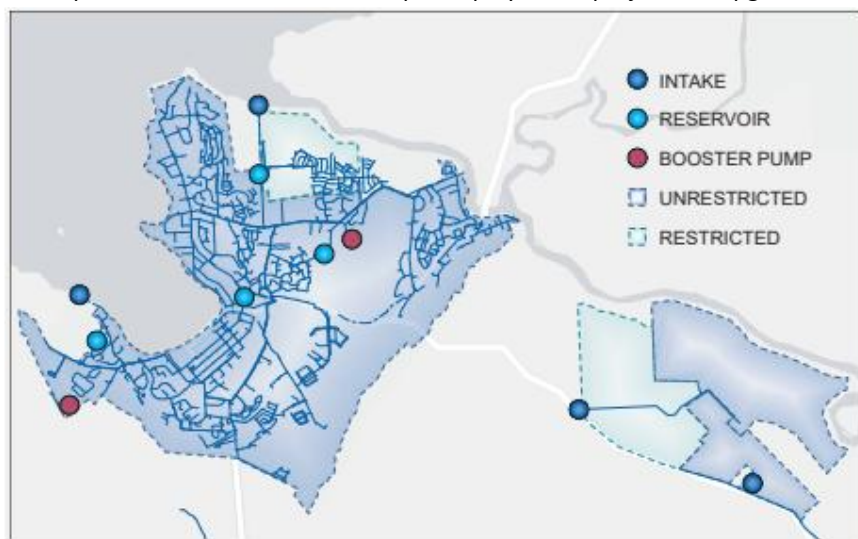 INTAKE
RESERVOIR
BOOSTER PUMP
UNRESTRICTED
RESTRICTED